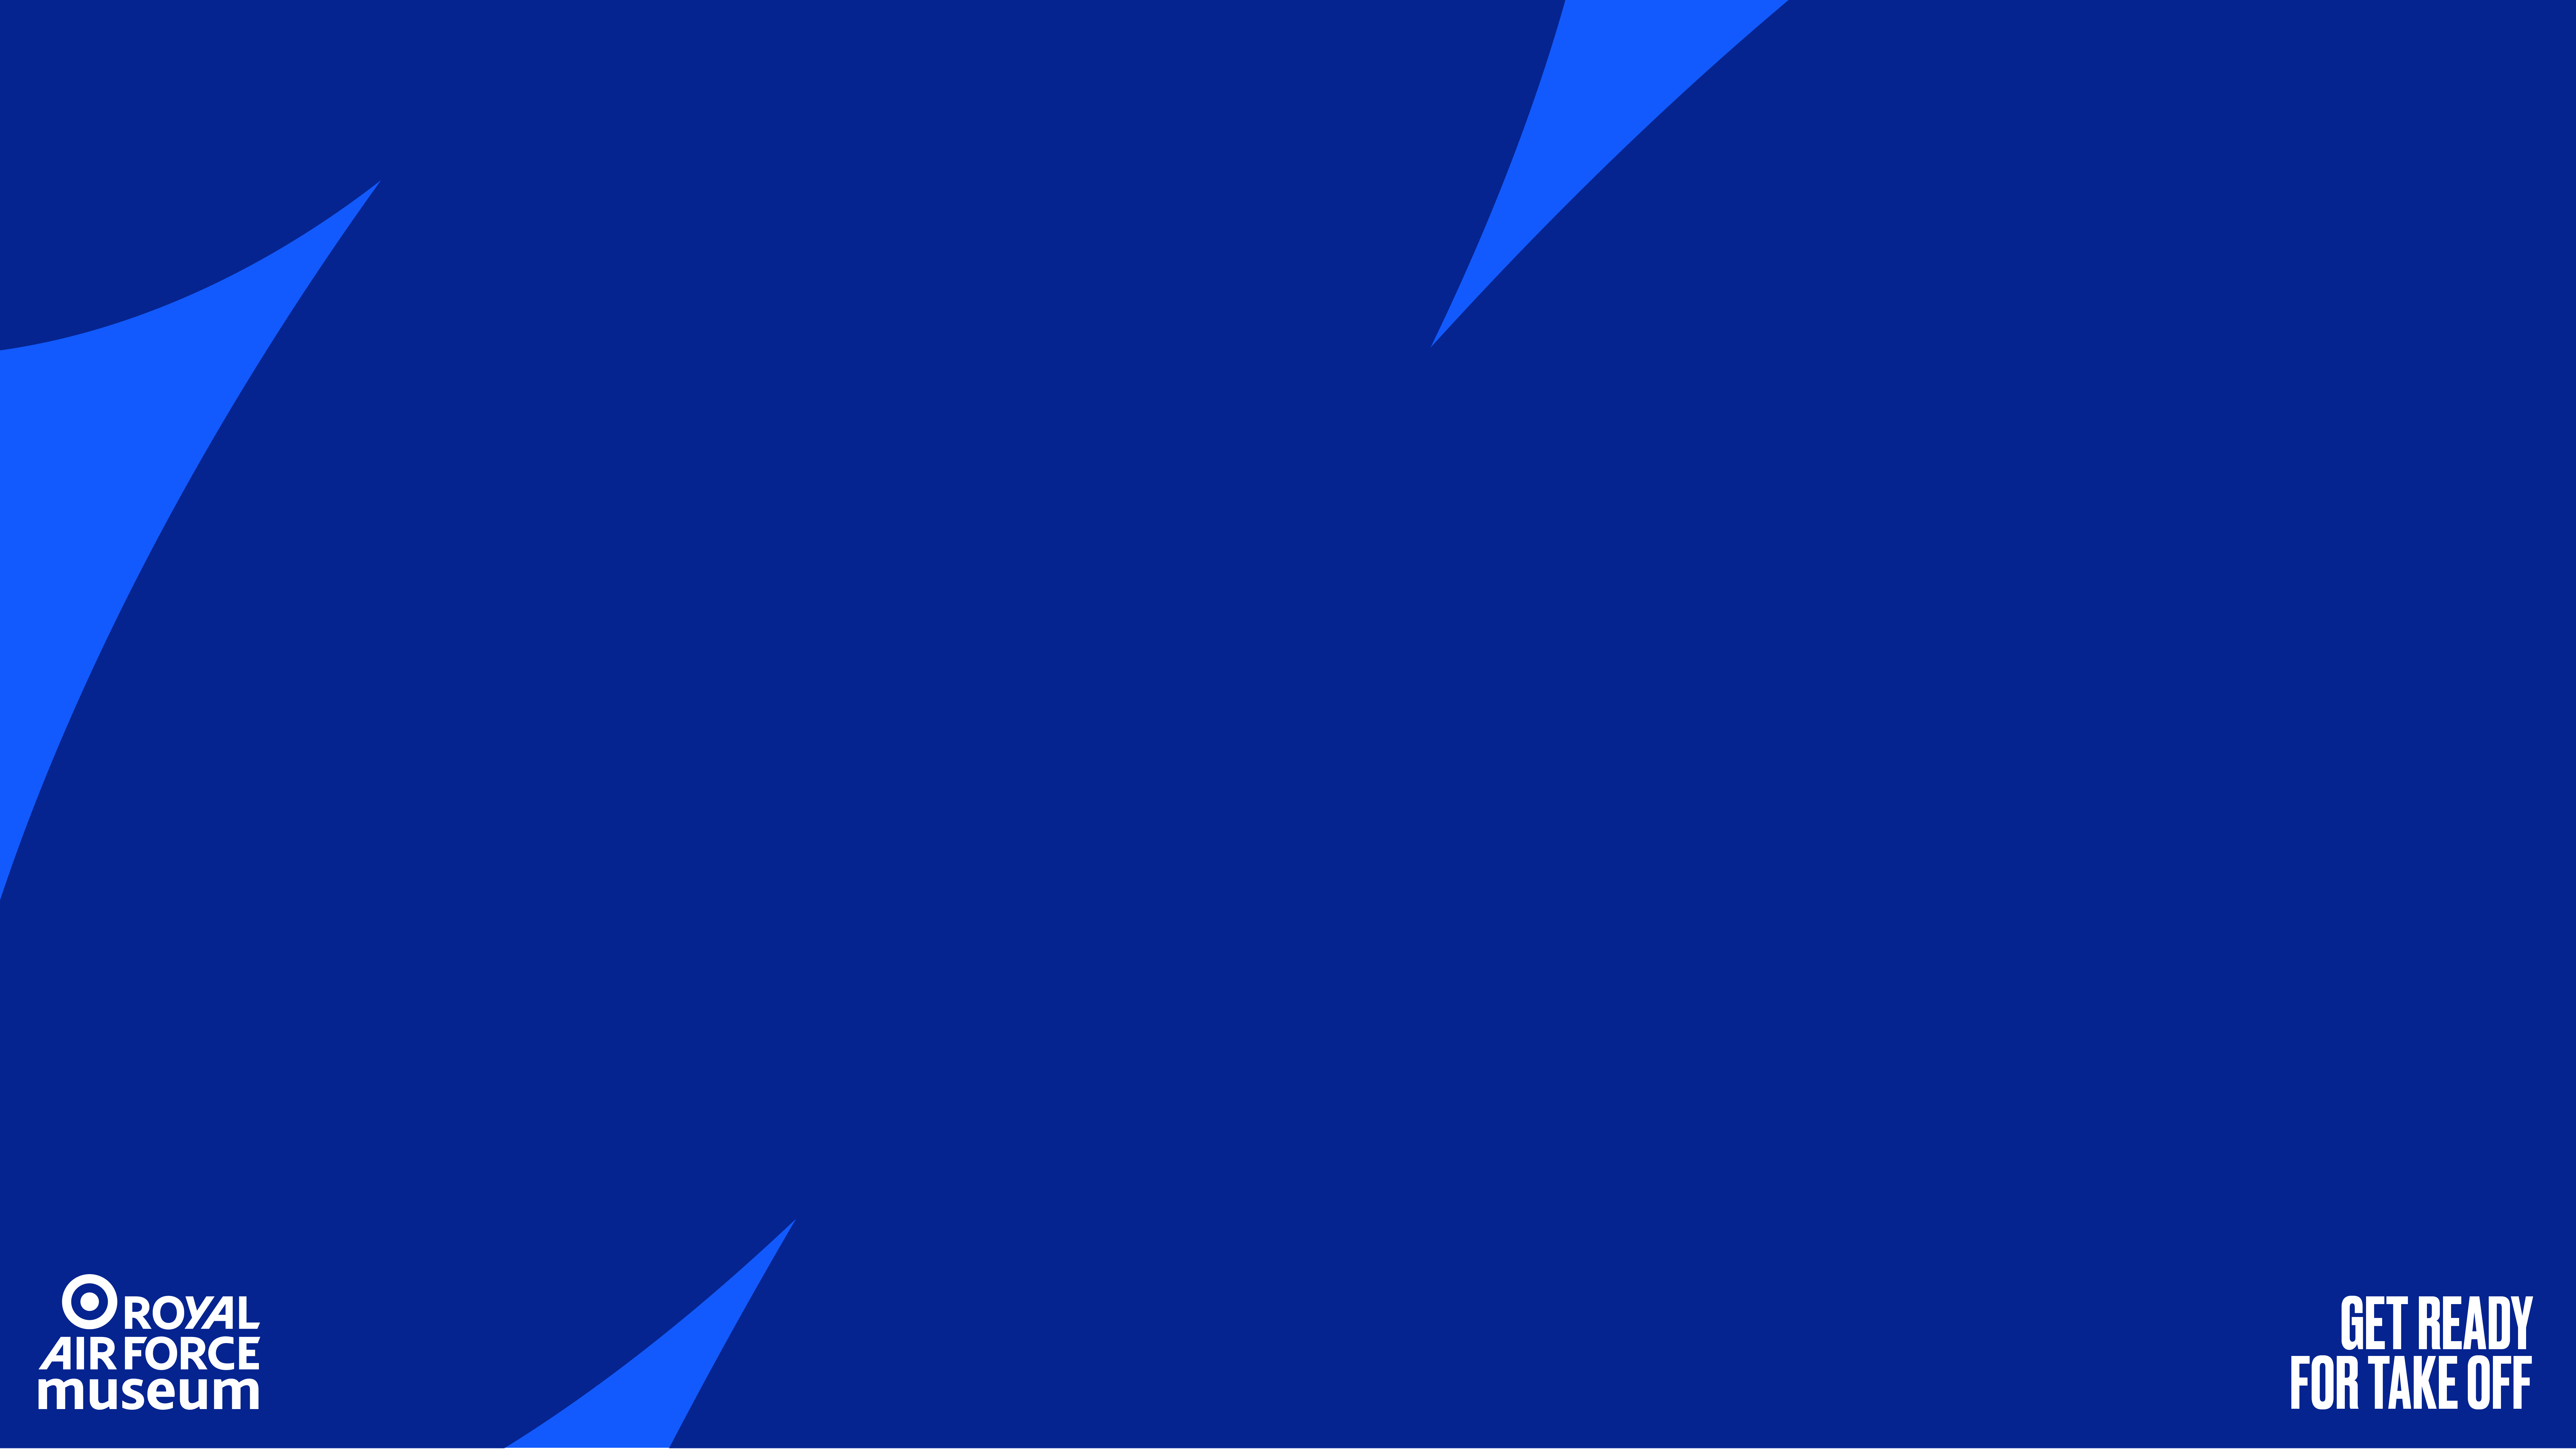 ROYAL
AIR FORCE
museum
GET READY
FOR TAKE OFF